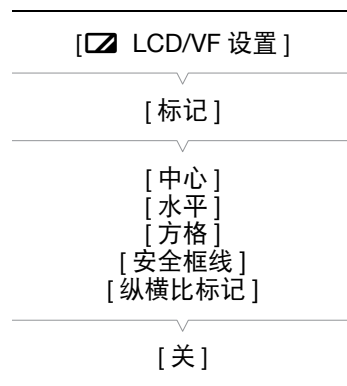 [ LCD/VF 设置 ]
[ 标记 ]
[ 中心 ]
[ 水平 ]
[ 方格 ]
[ 安全框线 ]
[ 纵横比标记 ]
[ 关 ]